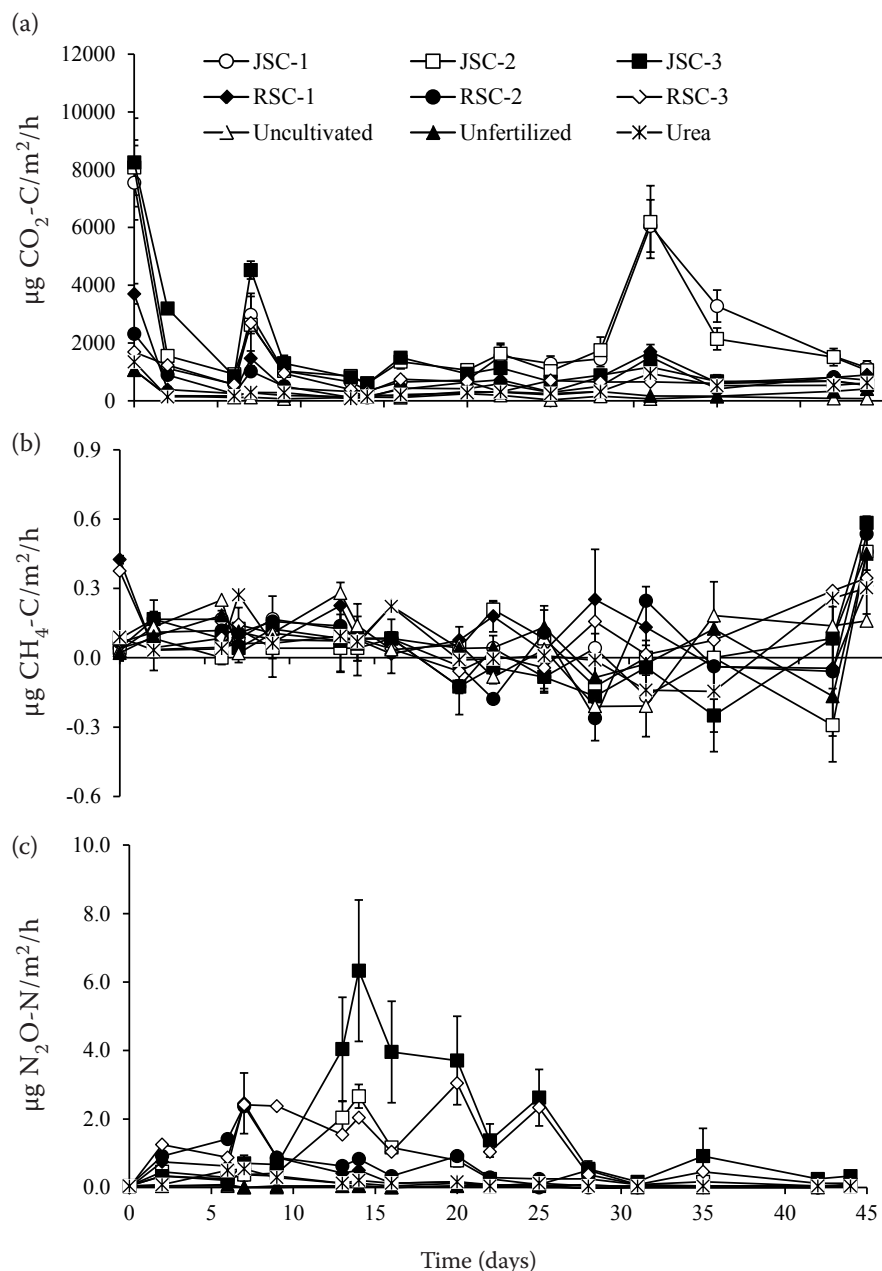 (a)
12000
10000
8000
6000
4000
2000
0
µg CO₂-C/m²/h
JSC-1 JSC-2 JSC-3
RSC-1 RSC-2 RSC-3
Uncultivated Unfertilized Urea
(b)
0.9
0.6
0.3
0.0
-0.3
-0.6
µg CH₄-C/m²/h
(c)
10.0
8.0
6.0
4.0
2.0
0.0
µg N₂O-N/m²/h
0 5 10 15 20 25 30 35 40 45
Time (days)